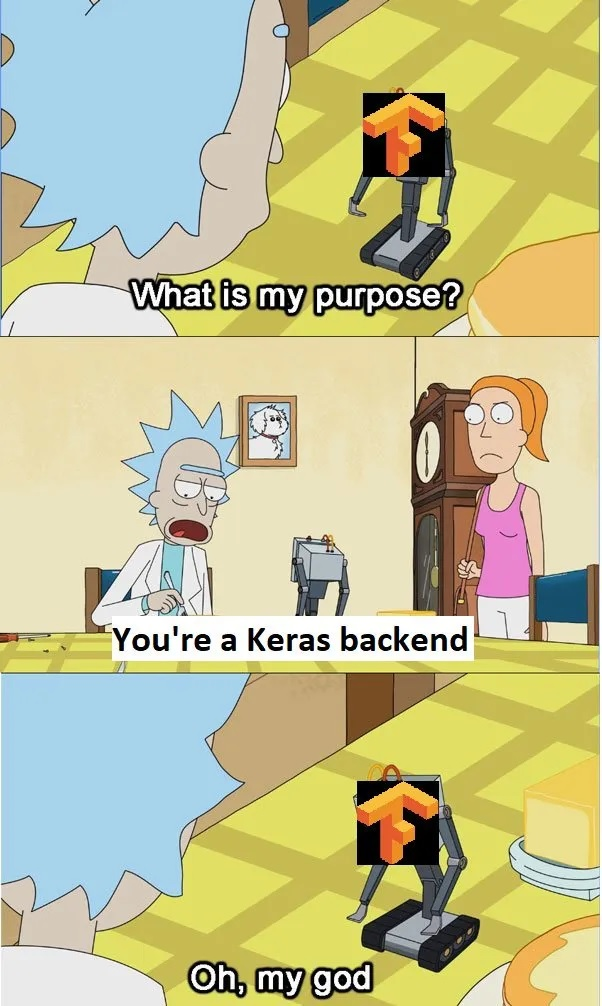 What is my purpose?
You're a Keras backend
Oh, my god